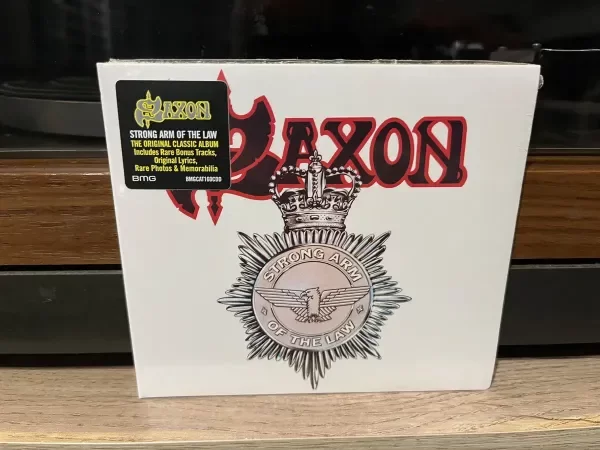 SAXON
STRONG ARM OF THE LAW
THE ORIGINAL CLASSIC ALBUM
Includes Rare Bonus Tracks,
Original Lyrics,
Rare Photos & Memorabilia
BMG BMGCAT160CDD
SAXON
STRONG ARM
OF THE LAW